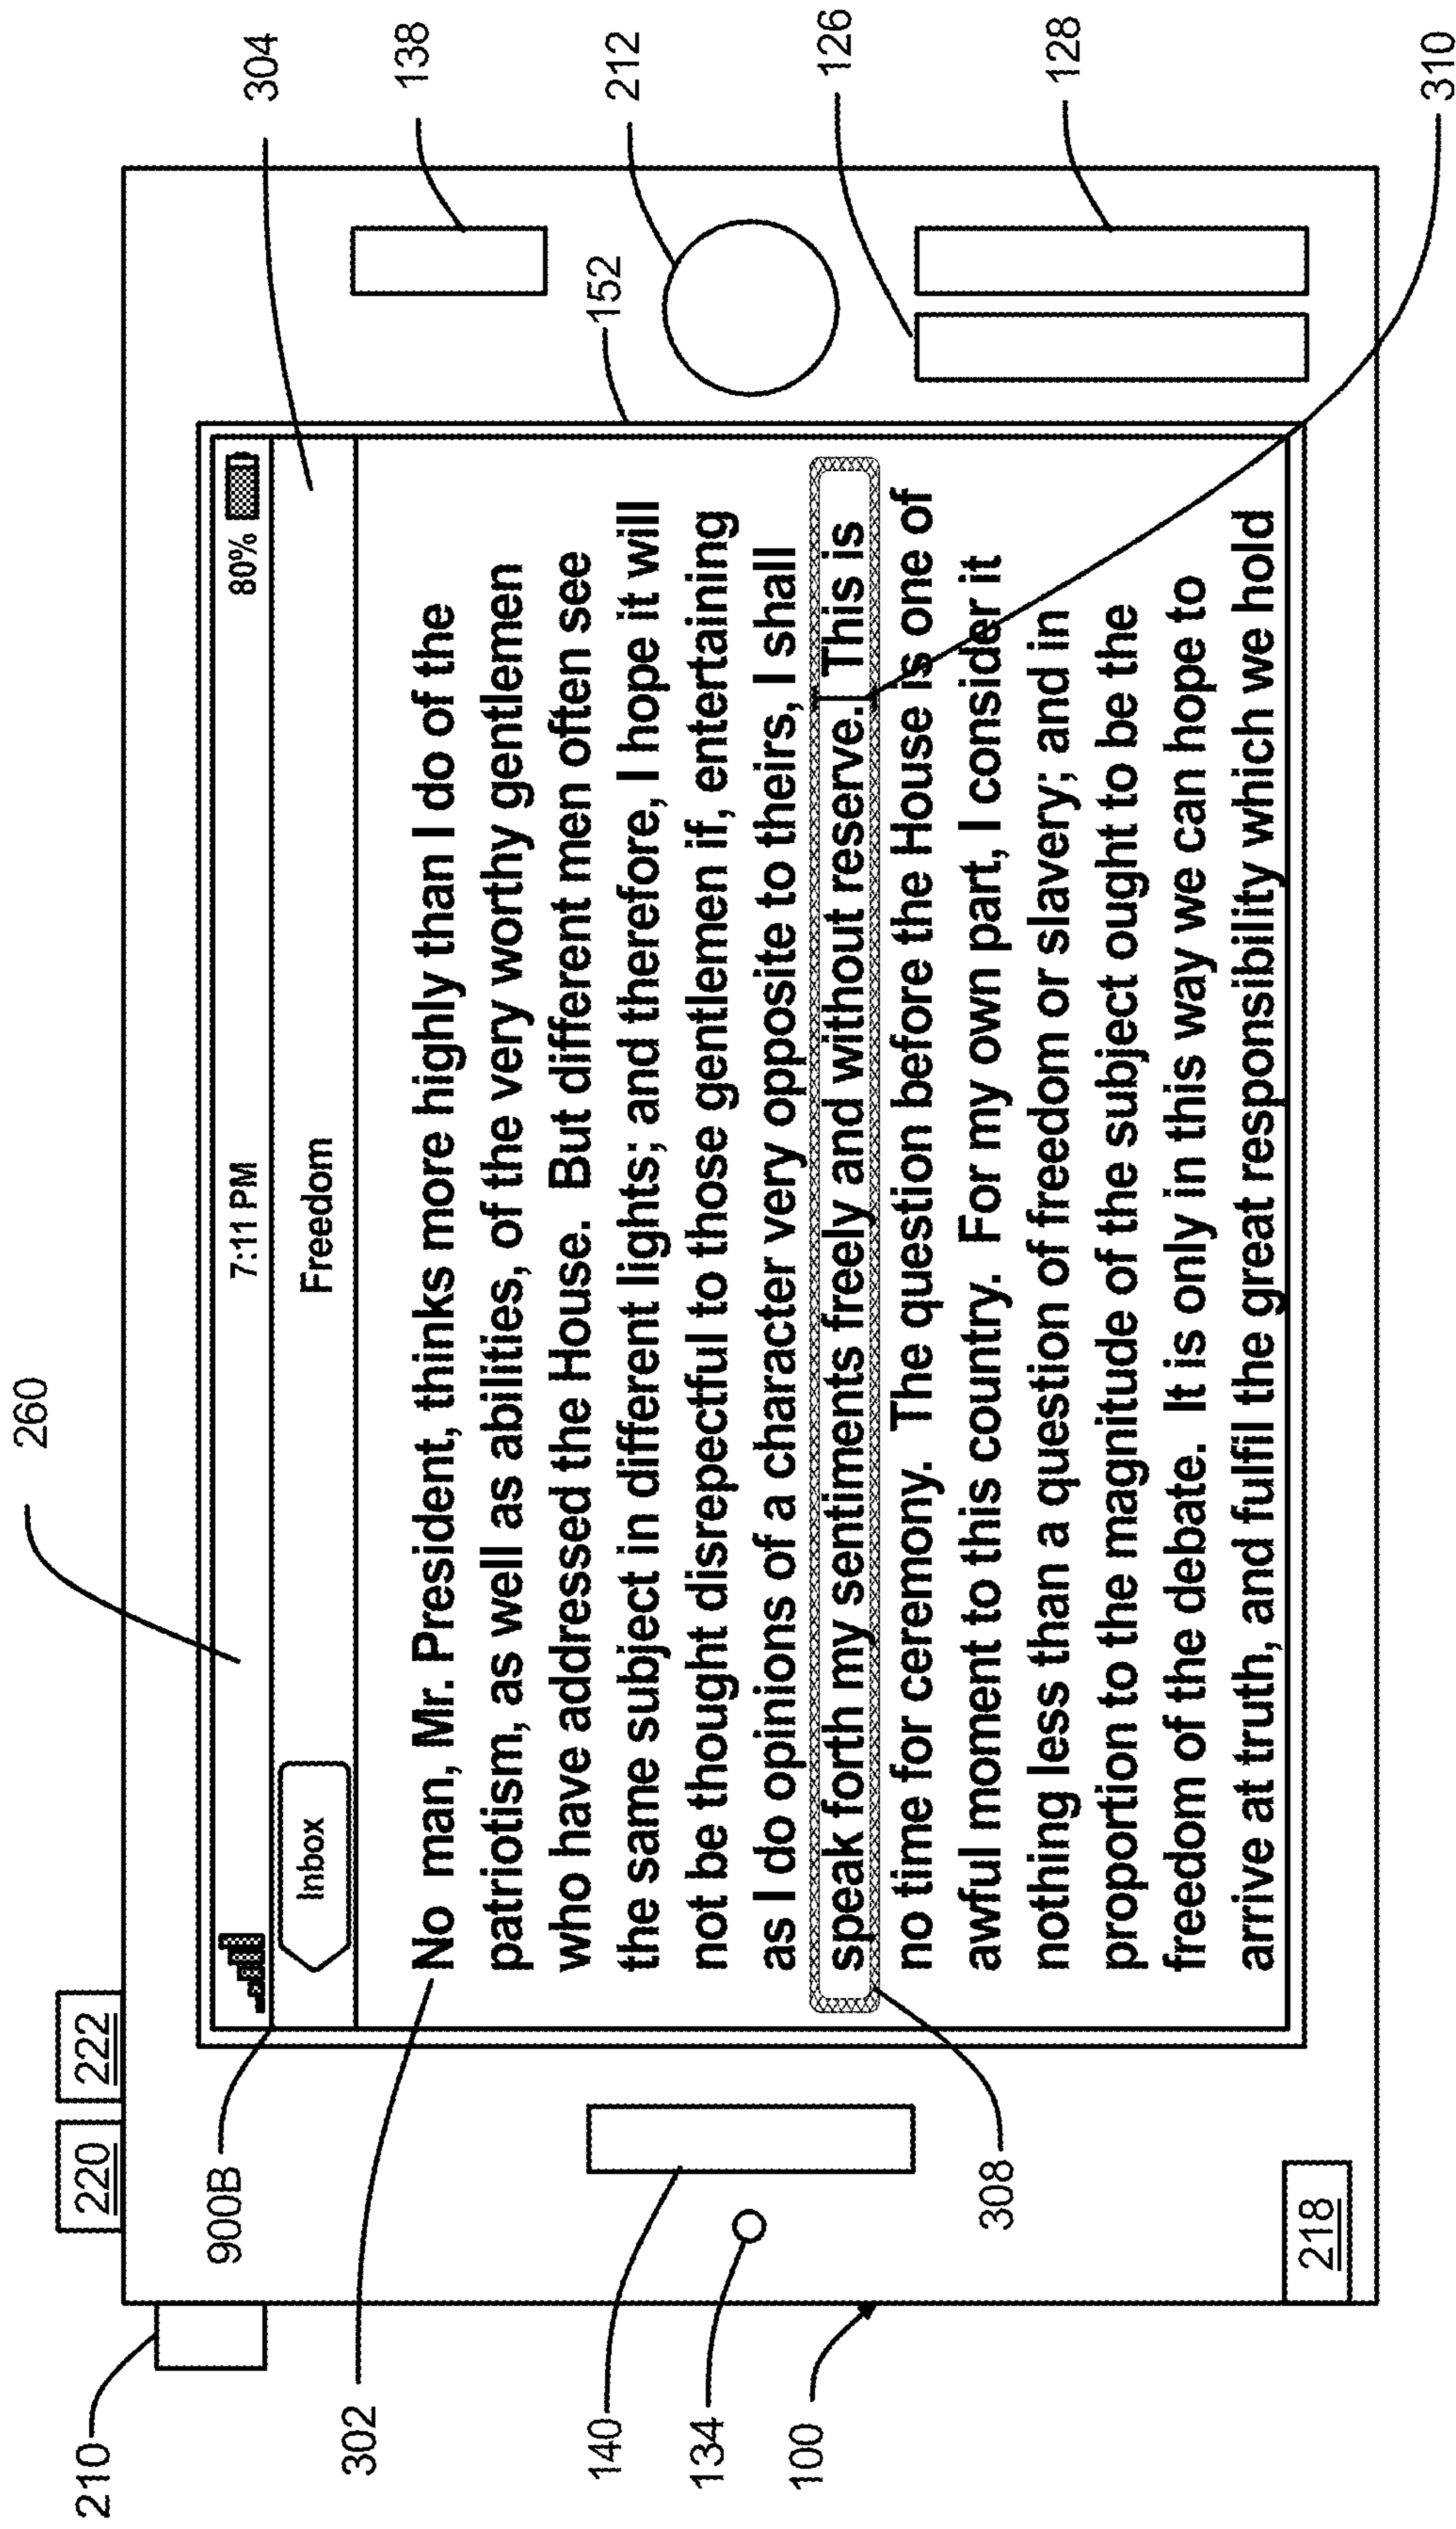 260
220 222
210
900B
302
304
138
212
152
126
128
310
7:11 PM 80%
Inbox Freedom
No man, Mr. President, thinks more highly than I do of the
patriotism, as well as abilities, of the very worthy gentlemen
who have addressed the House. But different men often see
the same subject in different lights; and therefore, I hope it will
not be thought disrepectful to those gentlemen if, entertaining
as I do opinions of a character very opposite to theirs, I shall
speak forth my sentiments freely and without reserve. This is
no time for ceremony. The question before the House is one of
awful moment to this country. For my own part, I consider it
nothing less than a question of freedom or slavery; and in
proportion to the magnitude of the subject ought to be the
freedom of the debate. It is only in this way we can hope to
arrive at truth, and fulfil the great responsibility which we hold
140
134
100
308
218